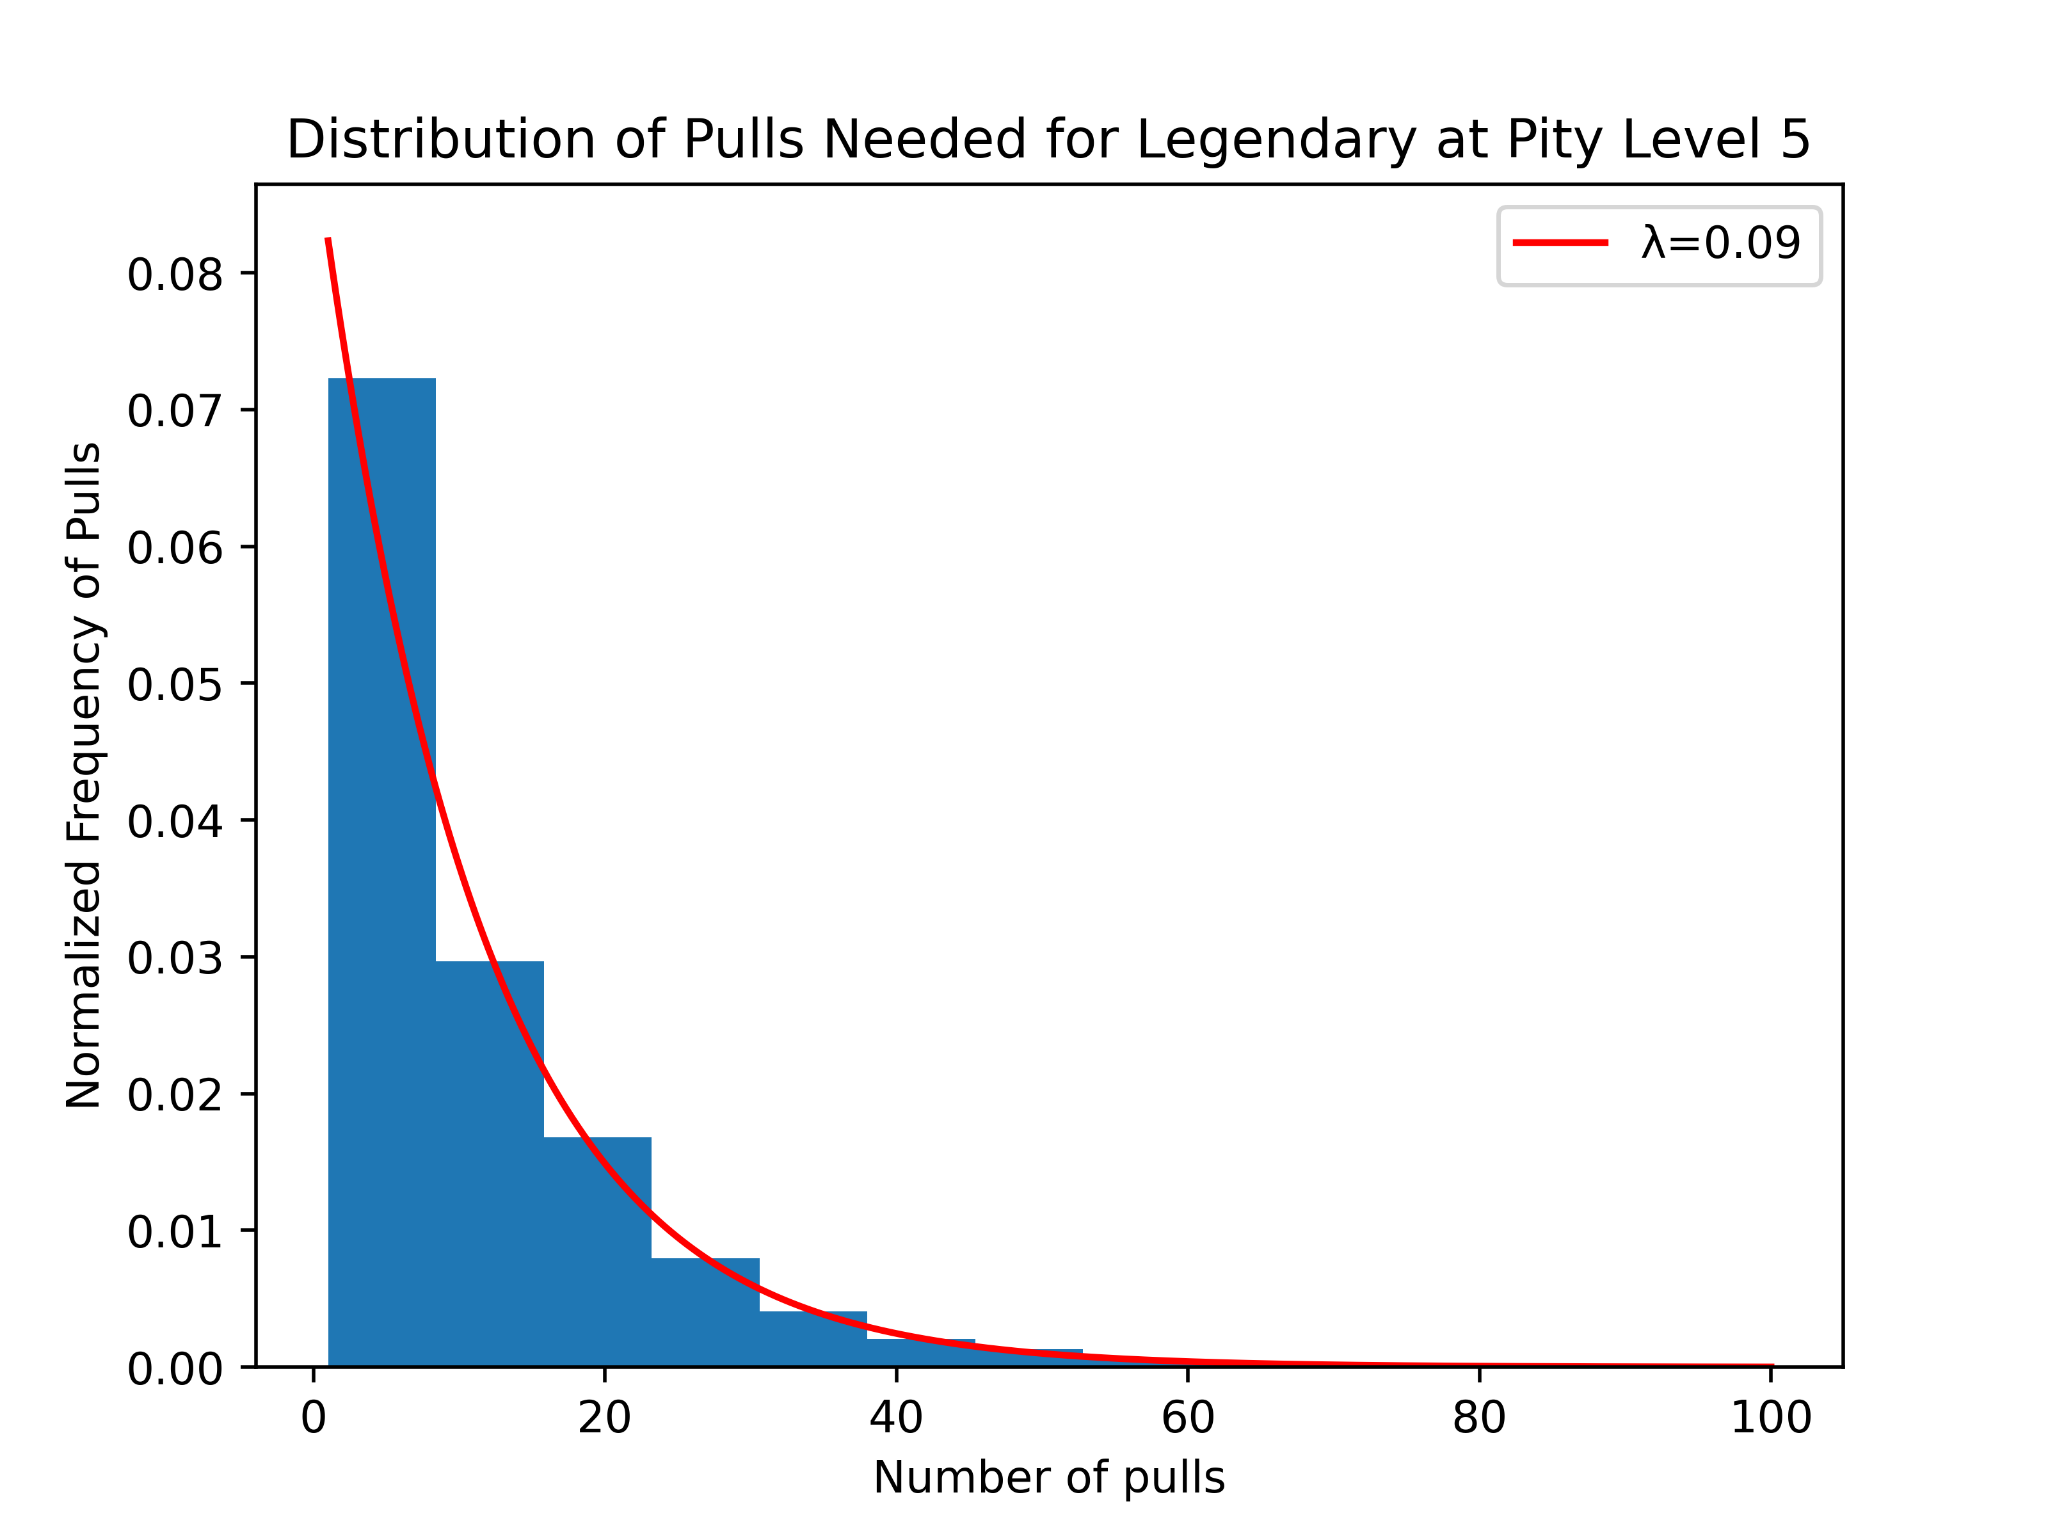 Distribution of Pulls Needed for Legendary at Pity Level 5
λ=0.09
Normalized Frequency of Pulls
0.08
0.07
0.06
0.05
0.04
0.03
0.02
0.01
0.00
0 20 40 60 80 100
Number of pulls